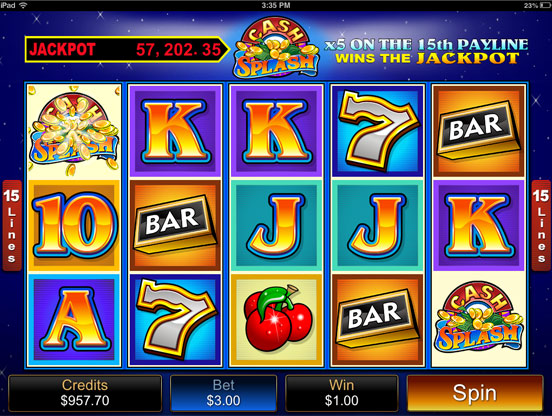 iPad 3:35 PM 23%
JACKPOT 57,202.35
CASH
SPLASH
x5 ON THE 15th PAYLINE
WINS THE JACKPOT
CASH
SPLASH
K
K
7
BAR
15
Lines
10
BAR
J
J
K
15
Lines
A
7
BAR
CASH
SPLASH
Credits
$957.70
Bet
$3.00
Win
$1.00
Spin